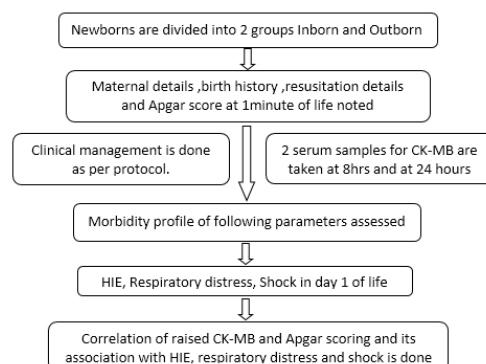 Newborns are divided into 2 groups Inborn and Outborn
Maternal details ,birth history ,resusitation details
and Apgar score at 1minute of life noted
Clinical management is done
as per protocol.
2 serum samples for CK-MB are
taken at 8hrs and at 24 hours
Morbidity profile of following parameters assessed
HIE, Respiratory distress, Shock in day 1 of life
Correlation of raised CK-MB and Apgar scoring and its
association with HIE, respiratory distress and shock is done